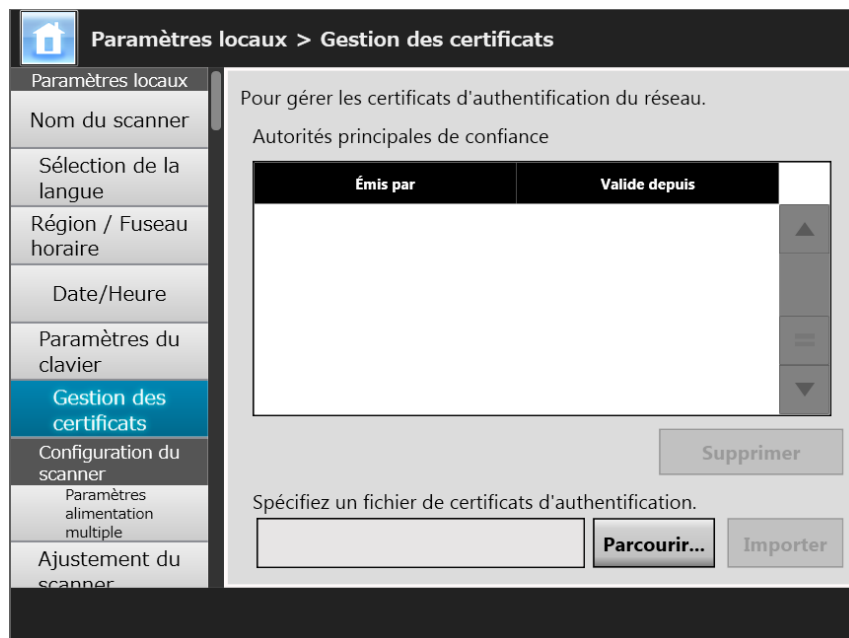 Paramètres locaux > Gestion des certificats
Paramètres locaux
Nom du scanner
Sélection de la
langue
Région / Fuseau
horaire
Date/Heure
Paramètres du
clavier
Gestion des
certificats
Configuration du
scanner
Paramètres
alimentation
multiple
Ajustement du
scanner
Pour gérer les certificats d'authentification du réseau.
Autorités principales de confiance
Émis par
Valide depuis
Supprimer
Spécifiez un fichier de certificats d'authentification.
Parcourir...
Importer